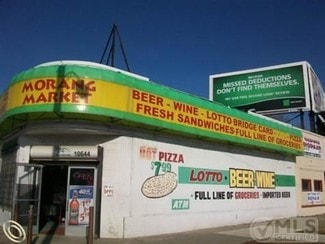 MISSED DEDUCTIONS
DON'T FIND THEMSELVES.
MORANG
MARKET
BEER - WINE - LOTTO BRIDGE CARD
FRESH SANDWICHES-FULL LINE OF GROCERIES
PIZZA
10644
OPEN
HOT PIZZA
$7.99
LOTTO - BEER-WINE
- FULL LINE OF GROCERIES - IMPORTED BEER
ATM
MLS